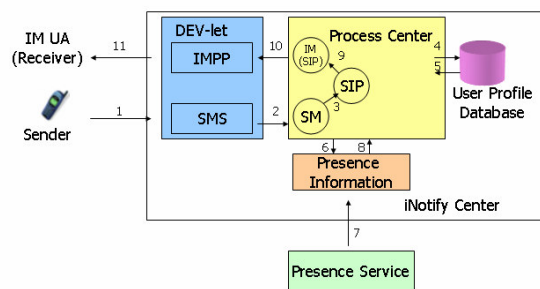 DEV-let
Process Center
IM UA
(Receiver)
11
IMPP
10
IM
(SIP)
9
4
5
SIP
User Profile
Database
1
SMS
2
SM
3
Sender
6
8
Presence
Information
iNotify Center
7
Presence Service